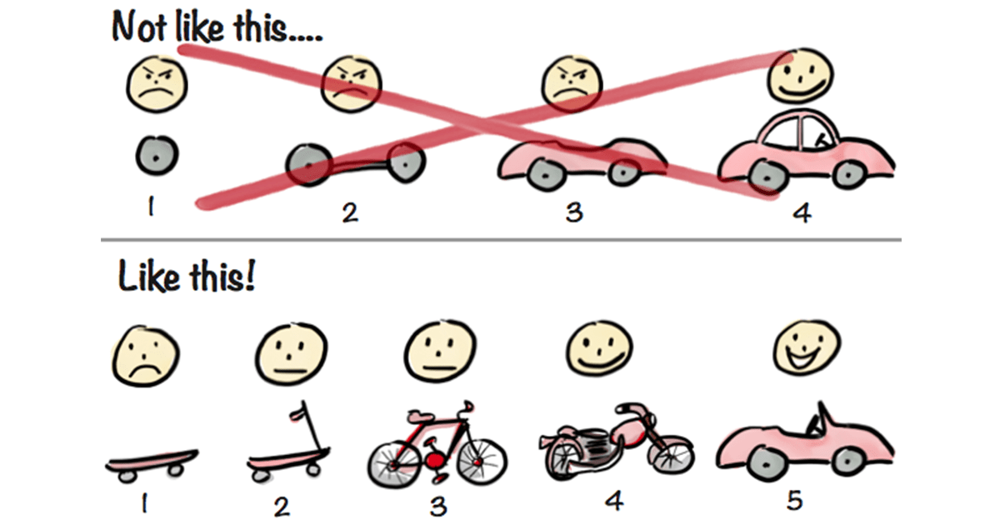 Not like this....
1 2 3 4
Like this!
1 2 3 4 5